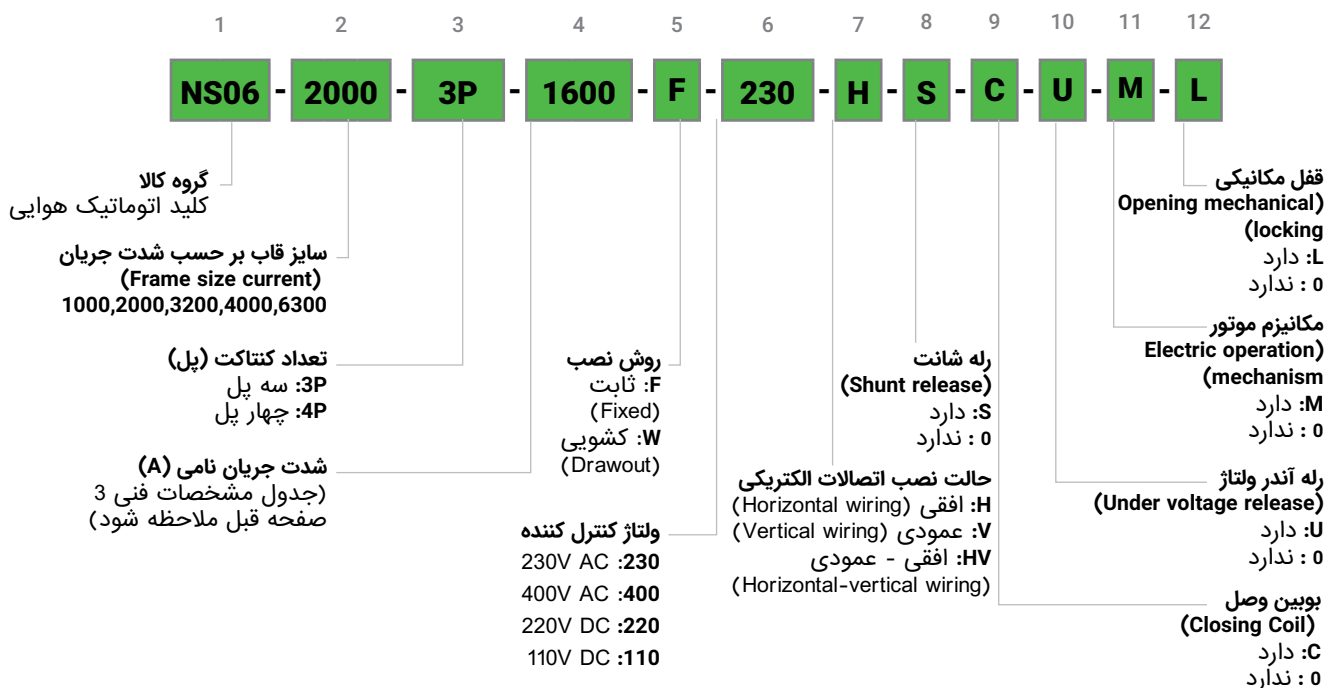 1 2 3 4 5 6 7 8 9 10 11 12
NS06 - 2000 - 3P - 1600 - F - 230 - H - S - C - U - M - L
گروه کالا
کلید اتوماتیک هوایی
سایز قاب بر حسب شدت جریان
(Frame size current)
1000,2000,3200,4000,6300
تعداد کنتاکت (پل)
3P: سه پل
4P: چهار پل
شدت جریان نامی (A)
(جدول مشخصات فنی 3
صفحه قبل ملاحظه شود)
روش نصب
F: ثابت
(Fixed)
W: کشویی
(Drawout)
ولتاژ کنترل کننده
230: 230V AC
400: 400V AC
220: 220V DC
110: 110V DC
حالت نصب اتصالات الکتریکی
H: افقی (Horizontal wiring)
V: عمودی (Vertical wiring)
HV: افقی - عمودی
(Horizontal-vertical wiring)
رله شانت
(Shunt release)
S: دارد
0 : ندارد
بوبین وصل
(Closing Coil)
C: دارد
0 : ندارد
رله آندر ولتاژ
(Under voltage release)
U: دارد
0 : ندارد
مکانیزم موتور
(Electric operation
mechanism)
M: دارد
0 : ندارد
قفل مکانیکی
(Opening mechanical
locking)
L: دارد
0 : ندارد